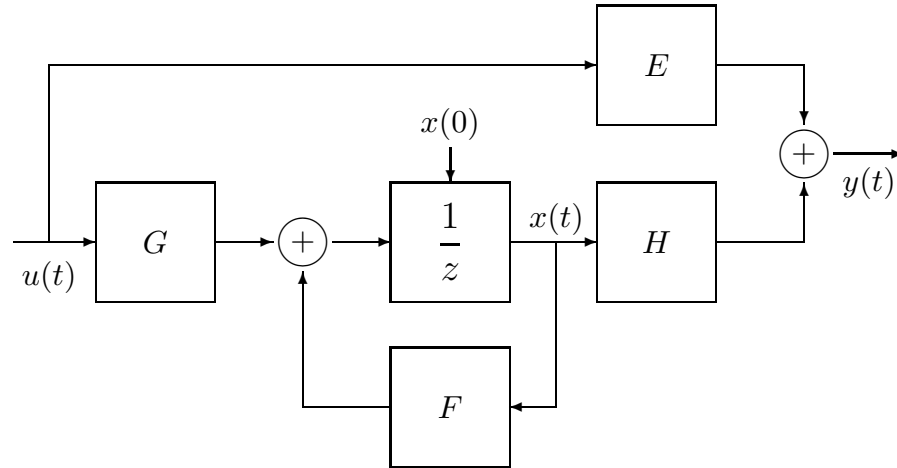 E
x(0)
+
y(t)
u(t)
G
+
1
z
x(t)
H
F